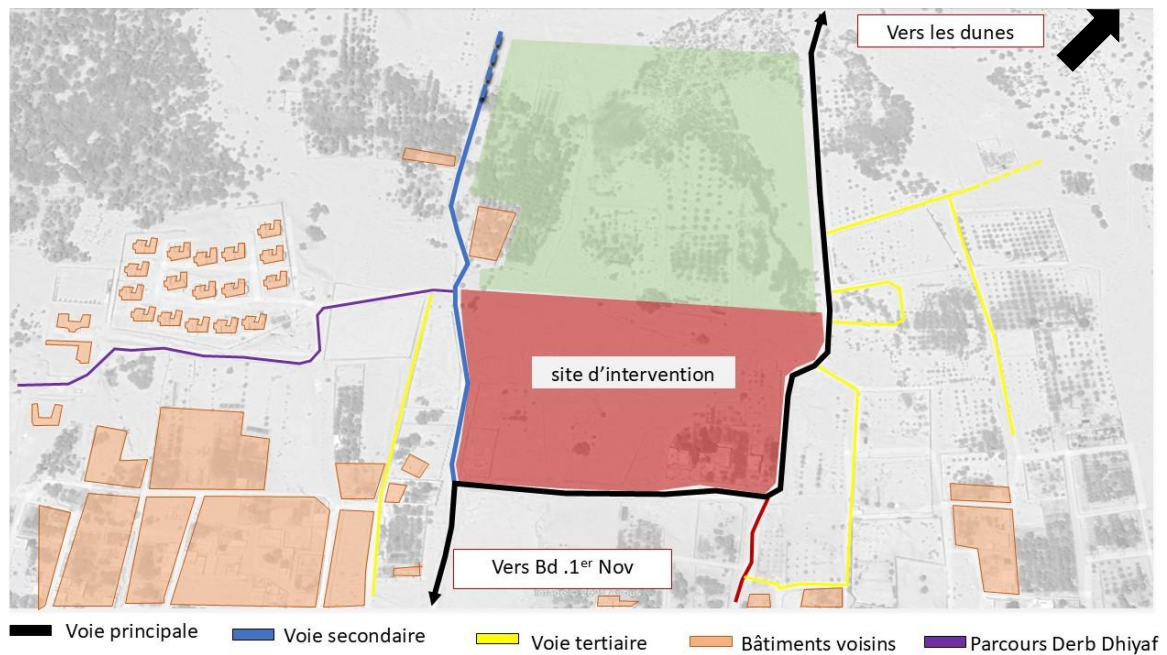 Vers les dunes
site d’intervention
Vers Bd .1er Nov
Voie principale
Voie secondaire
Voie tertiaire
Bâtiments voisins
Parcours Derb Dhiyaf